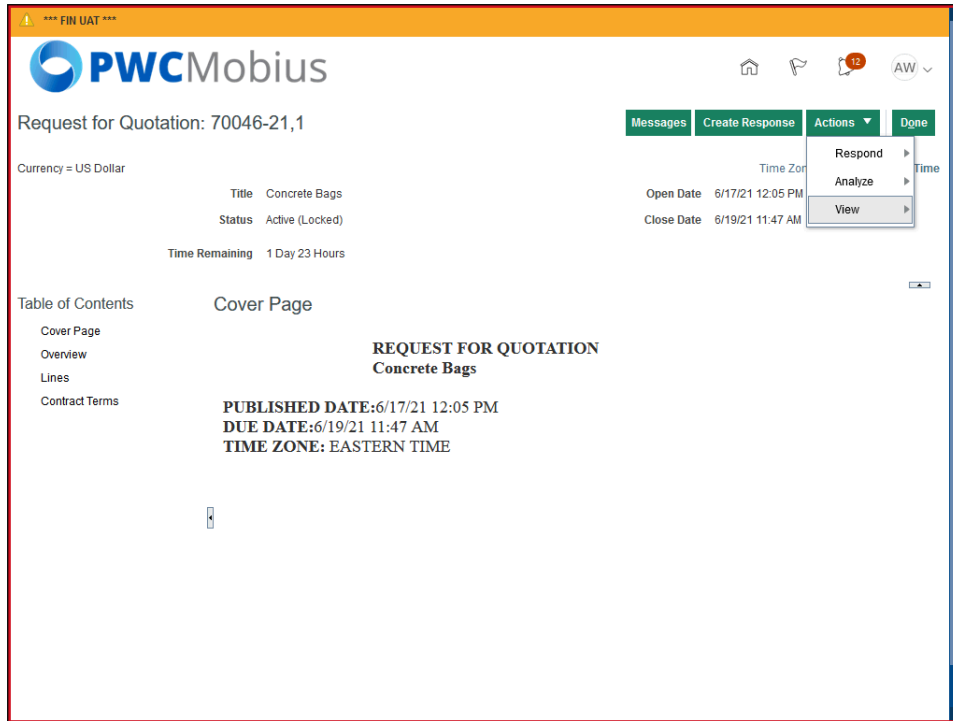 *** FIN UAT ***
PWCMobius
12
AW
Request for Quotation: 70046-21,1
Messages
Create Response
Actions
Done
Currency = US Dollar
Time Zon
Time
Respond
Analyze
View
Title Concrete Bags
Open Date 6/17/21 12:05 PM
Status Active (Locked)
Close Date 6/19/21 11:47 AM
Time Remaining 1 Day 23 Hours
Table of Contents
Cover Page
Overview
Lines
Contract Terms
Cover Page
REQUEST FOR QUOTATION
Concrete Bags
PUBLISHED DATE:6/17/21 12:05 PM
DUE DATE:6/19/21 11:47 AM
TIME ZONE: EASTERN TIME